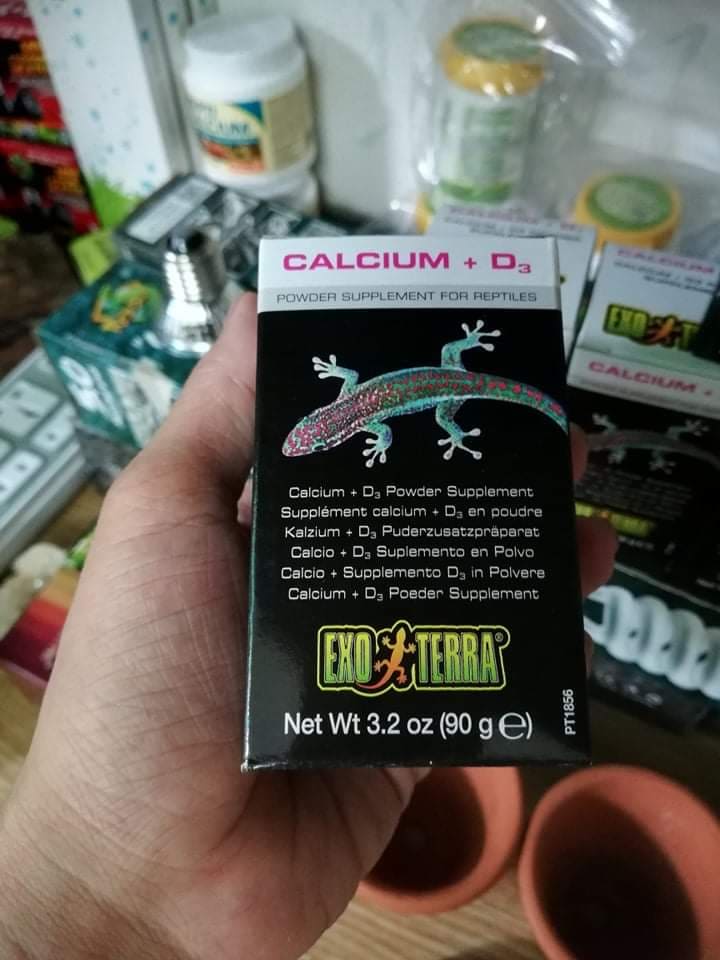 CALCIUM + D3
POWDER SUPPLEMENT FOR REPTILES
Calcium + D3 Powder Supplement
Supplément calcium + D3 en poudre
Kalzium + D3 Puderzusatzpräparat
Calcio + D3 Suplemento en Polvo
Calcio + Supplemento D3 in Polvere
Calcium + D3 Poeder Supplement
EXO TERRA®
Net Wt 3.2 oz (90 g ℮)
PT1856
EXO T
CALCIUM +